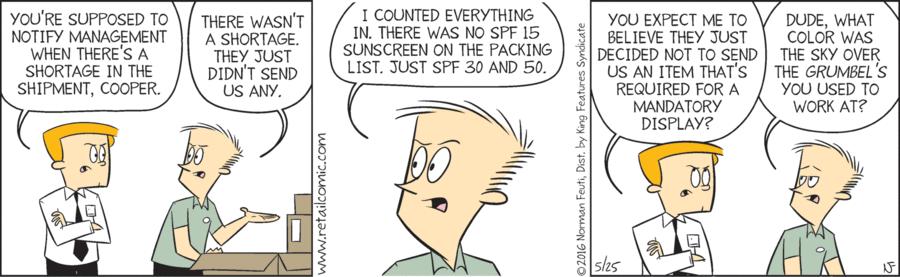 YOU'RE SUPPOSED TO
NOTIFY MANAGEMENT
WHEN THERE'S A
SHORTAGE IN THE
SHIPMENT, COOPER.
THERE WASN'T
A SHORTAGE.
THEY JUST
DIDN'T SEND
US ANY.
www.retailcomic.com
I COUNTED EVERYTHING
IN. THERE WAS NO SPF 15
SUNSCREEN ON THE PACKING
LIST. JUST SPF 30 AND 50.
©2016 Norman Feuti, Dist. by King Features Syndicate
YOU EXPECT ME TO
BELIEVE THEY JUST
DECIDED NOT TO SEND
US AN ITEM THAT'S
REQUIRED FOR A
MANDATORY
DISPLAY?
DUDE, WHAT
COLOR WAS
THE SKY OVER
THE GRUMBEL'S
YOU USED TO
WORK AT?
5/25
NF